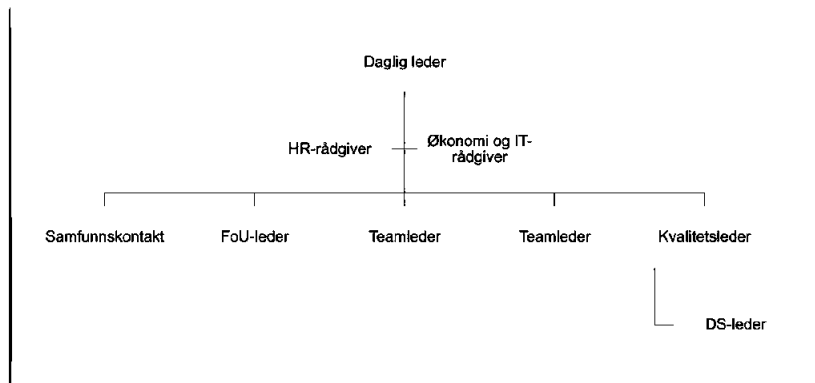 Daglig leder
HR-rådgiver
Økonomi og IT-
rådgiver
Samfunnskontakt
FoU-leder
Teamleder
Teamleder
Kvalitetsleder
DS-leder